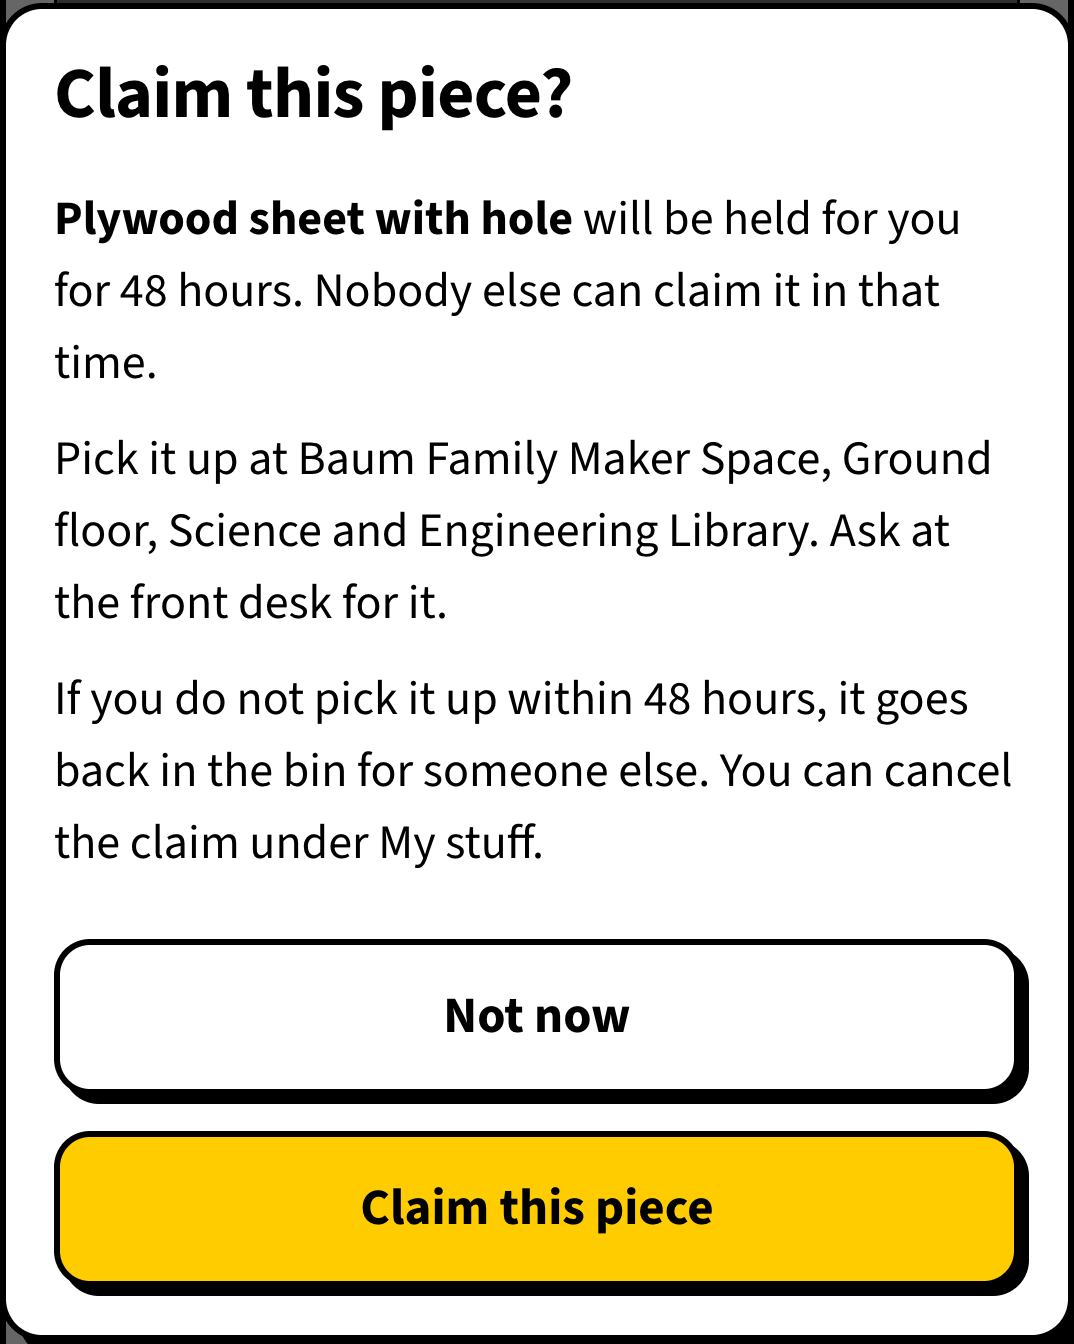 Claim this piece?
Plywood sheet with hole will be held for you
for 48 hours. Nobody else can claim it in that
time.
Pick it up at Baum Family Maker Space, Ground
floor, Science and Engineering Library. Ask at
the front desk for it.
If you do not pick it up within 48 hours, it goes
back in the bin for someone else. You can cancel
the claim under My stuff.
Not now
Claim this piece